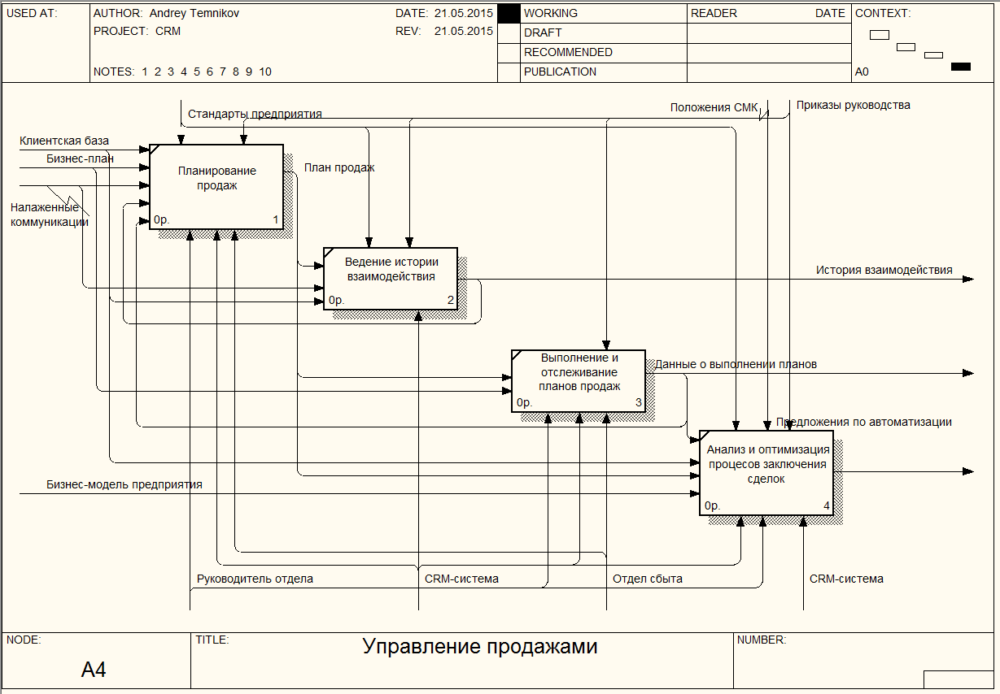 USED AT:
AUTHOR: Andrey Temnikov
DATE: 21.05.2015
PROJECT: CRM
REV: 21.05.2015
NOTES: 1 2 3 4 5 6 7 8 9 10
WORKING
DRAFT
RECOMMENDED
PUBLICATION
READER
DATE
CONTEXT:
A0
Стандарты предприятия
Положения СМК
Приказы руководства
Клиентская база
Бизнес-план
Налаженные
коммуникации
Планирование
продаж
0р.
1
План продаж
Ведение истории
взаимодействия
0р.
2
История взаимодействия
Выполнение и
отслеживание
планов продаж
0р.
3
Данные о выполнении планов
Предложения по автоматизации
Анализ и оптимизация
процесов заключения
сделок
0р.
4
Бизнес-модель предприятия
Руководитель отдела
CRM-система
Отдел сбыта
CRM-система
NODE:
A4
TITLE:
Управление продажами
NUMBER: